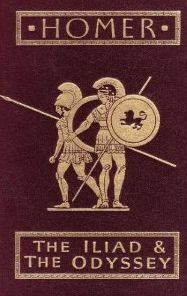 · HOMER ·
THE ILIAD &
THE ODYSSEY